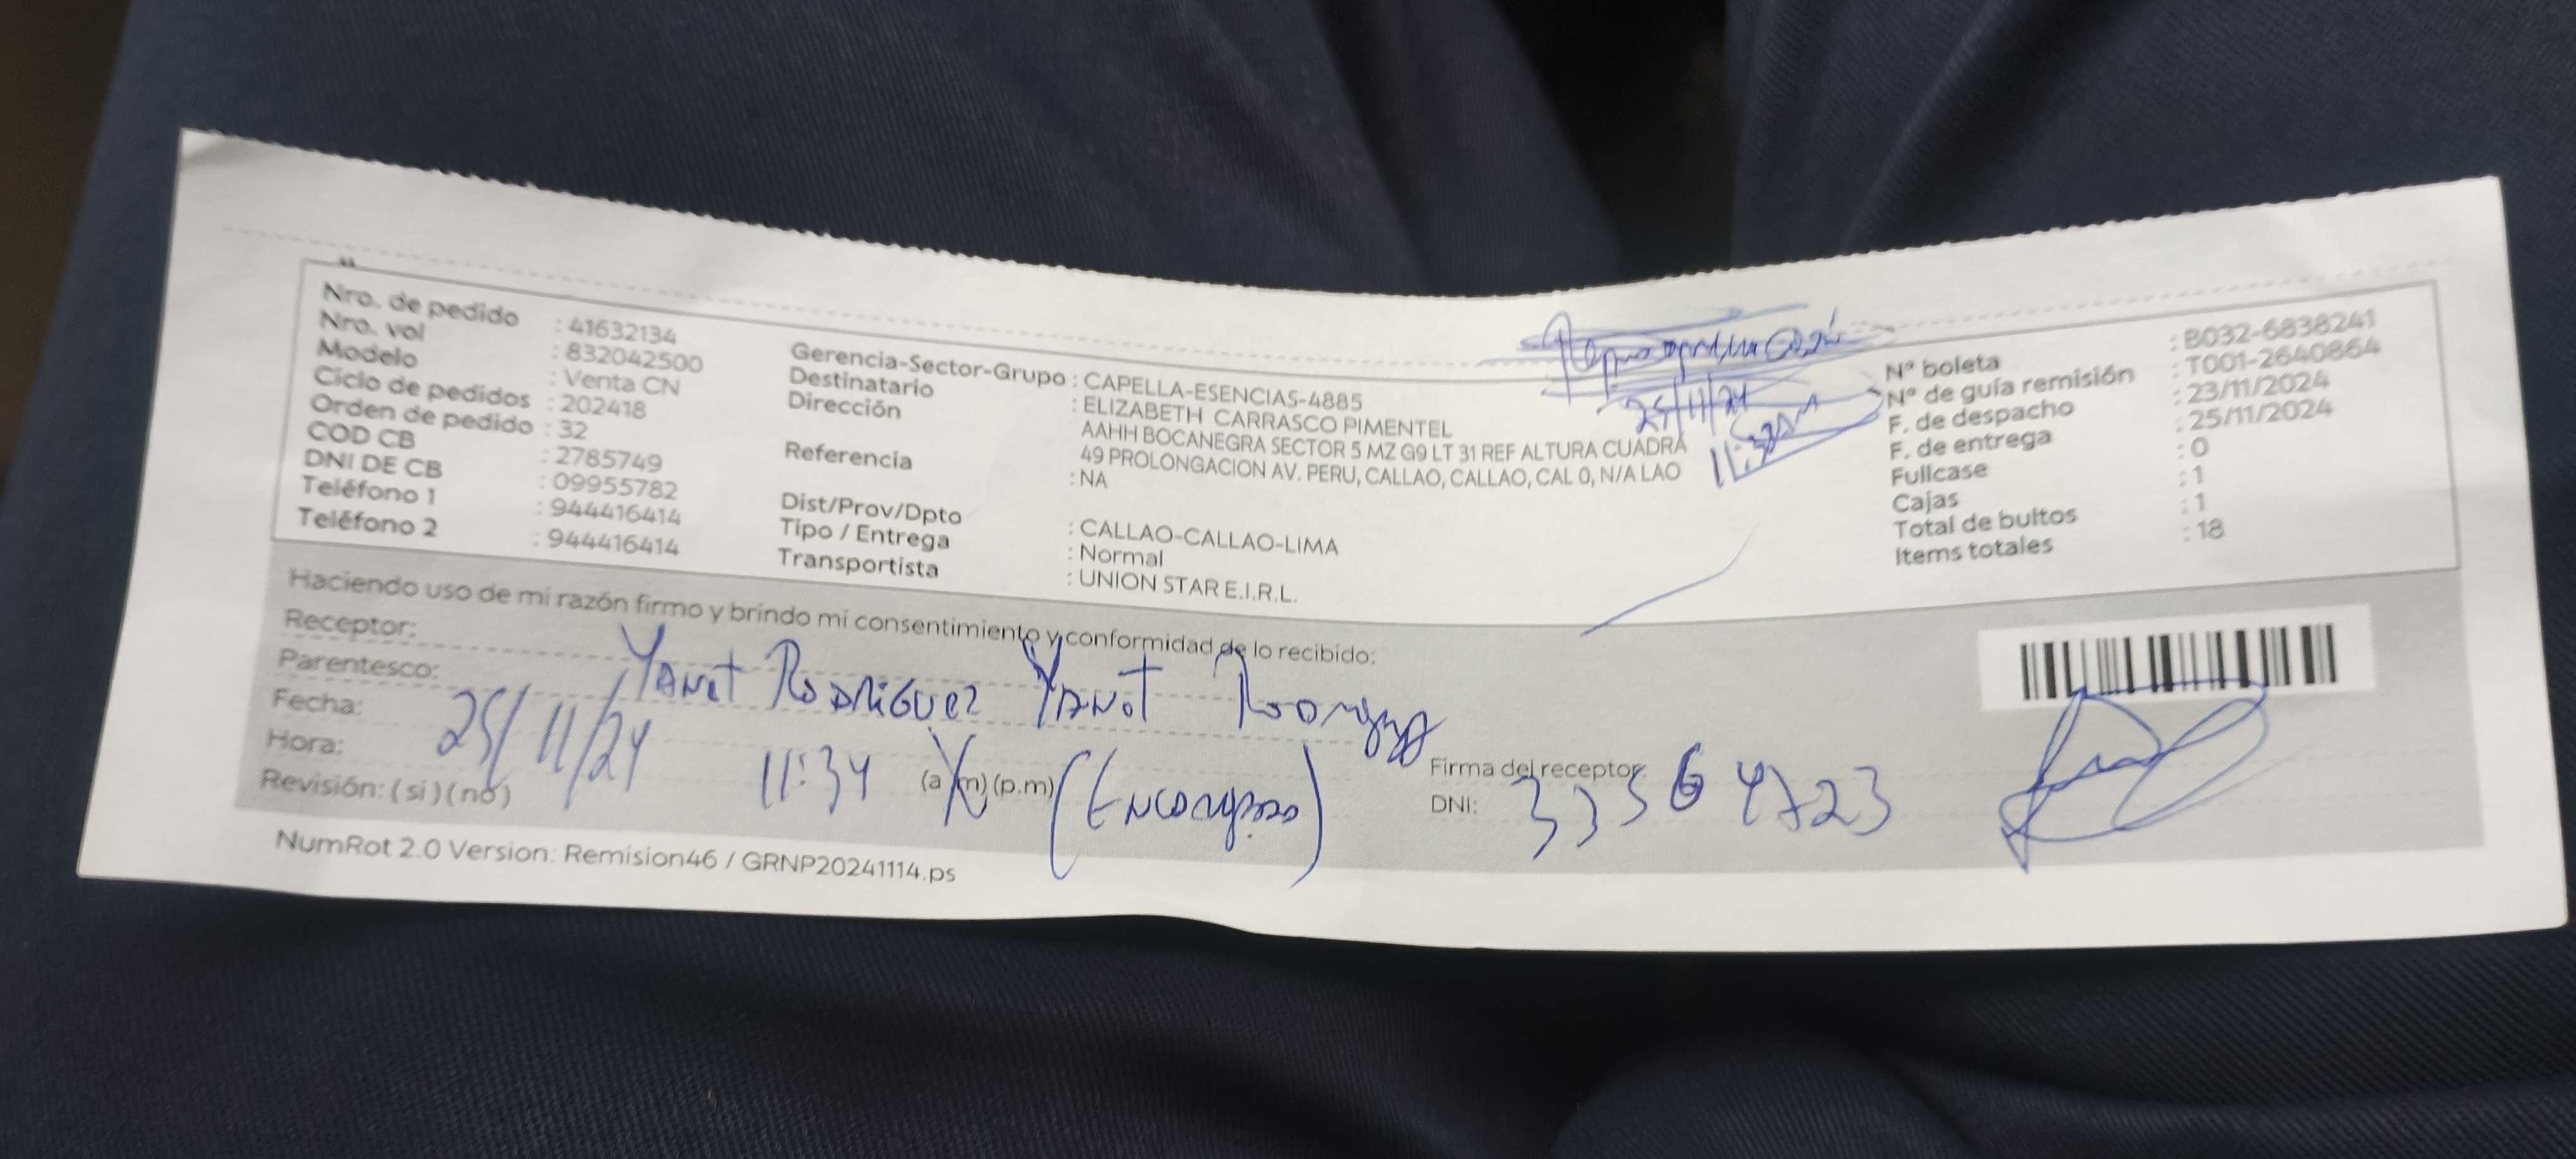 Nro. de pedido : 41632134
Nro. vol : 832042500
Modelo : Venta CN
Ciclo de pedidos : 202418
Orden de pedido : 32
COD CB : 2785749
DNI DE CB : 09955782
Teléfono 1 : 944416414
Teléfono 2 : 944416414
Gerencia-Sector-Grupo : CAPELLA-ESENCIAS-4885
Destinatario : ELIZABETH CARRASCO PIMENTEL
Dirección AAHH BOCANEGRA SECTOR 5 MZ G9 LT 31 REF ALTURA CUADRA
49 PROLONGACION AV. PERU, CALLAO, CALLAO, CAL 0, N/A LAO
Referencia : NA
Dist/Prov/Dpto : CALLAO-CALLAO-LIMA
Tipo / Entrega : Normal
Transportista : UNION STAR E.I.R.L.
25/11/24
N° boleta : B032-6838241
N° de guía remisión : T001-2640864
F. de despacho : 23/11/2024
F. de entrega : 25/11/2024
Fullcase : 0
Cajas : 1
Total de bultos : 1
Items totales : 18
Haciendo uso de mi razón firmo y brindo mi consentimiento y conformidad de lo recibido:
Receptor: Yanet Rodriguez
Parentesco:
Fecha: 25/11/24
Hora: 11:34 (a.m) (p.m)
Revisión: (si) (no)
Firma del receptor:
DNI:
NumRot 2.0 Version: Remision46 / GRNP20241114.ps